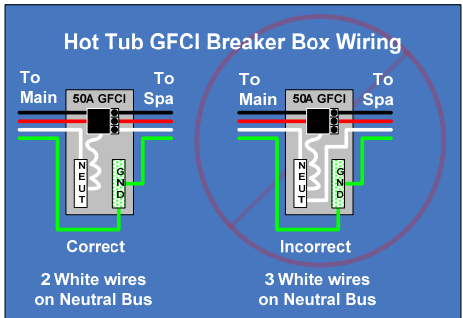 Hot Tub GFCI Breaker Box Wiring
To Main
To Spa
50A GFCI
NEUT
GND
Correct
2 White wires
on Neutral Bus
To Main
To Spa
50A GFCI
NEUT
GND
Incorrect
3 White wires
on Neutral Bus